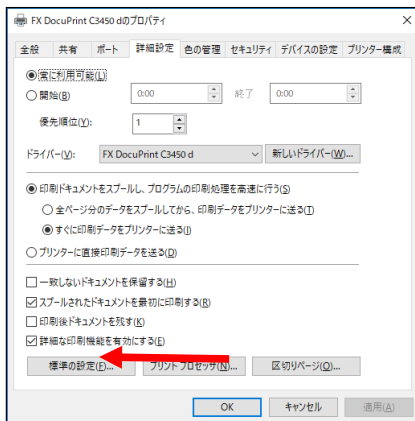 FX DocuPrint C3450 dのプロパティ
全般 共有 ポート 詳細設定 色の管理 セキュリティ デバイスの設定 プリンター構成
常に利用可能(L)
開始(B) 0:00 終了 0:00
優先順位(Y): 1
ドライバー(V): FX DocuPrint C3450 d 新しいドライバー(W)...
印刷ドキュメントをスプールし、プログラムの印刷処理を高速に行う(S)
全ページ分のデータをスプールしてから、印刷データをプリンターに送る(T)
すぐに印刷データをプリンターに送る(I)
プリンターに直接印刷データを送る(D)
一致しないドキュメントを保留する(H)
スプールされたドキュメントを最初に印刷する(R)
印刷後ドキュメントを残す(K)
詳細な印刷機能を有効にする(E)
標準の設定(F)... プリント プロセッサ(N)... 区切りページ(O)...
OK キャンセル 適用(A)